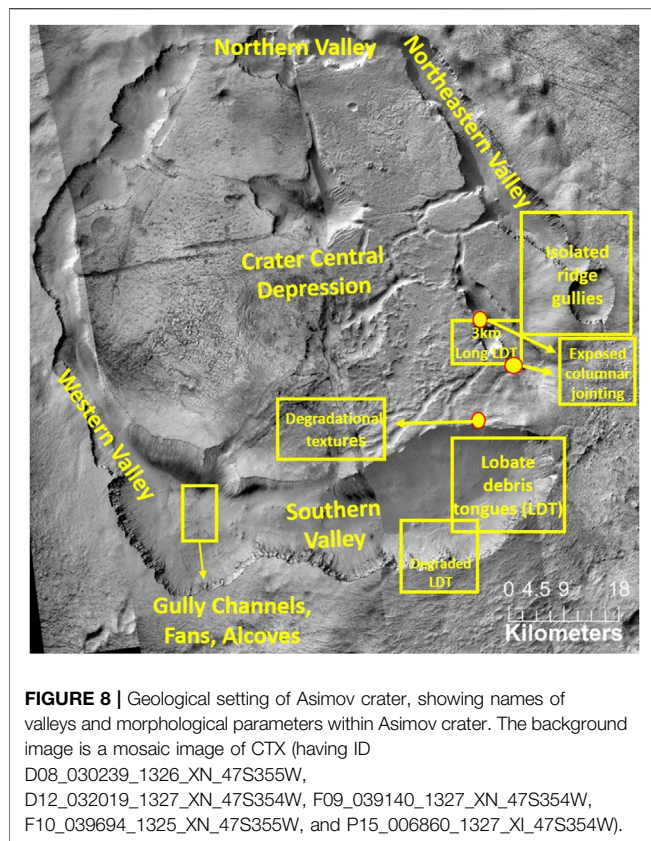 Northern Valley
Northeastern Valley
Isolated
ridge
gullies
Crater Central
Depression
3km
Long LDT
Exposed
columnar
jointing
Western Valley
Degradational
textures
Lobate
debris
tongues (LDT)
Southern
Valley
Degraded
LDT
Gully Channels,
Fans, Alcoves
0 4.5 9 18
Kilometers
FIGURE 8 | Geological setting of Asimov crater, showing names of
valleys and morphological parameters within Asimov crater. The background
image is a mosaic image of CTX (having ID
D08_030239_1326_XN_47S355W,
D12_032019_1327_XN_47S354W, F09_039140_1327_XN_47S354W,
F10_039694_1325_XN_47S355W, and P15_006860_1327_XI_47S354W).